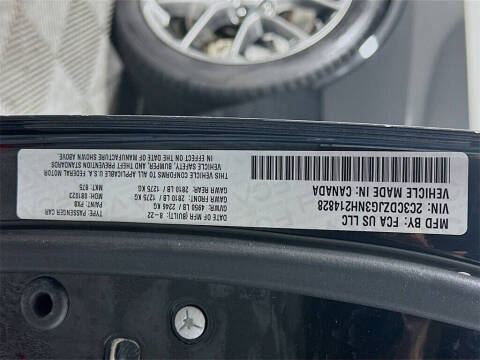 MFD BY: FCA US LLC
VIN: 2C3CDZJG3NH214828
VEHICLE MADE IN: CANADA
DATE OF MFR (BUILT): 8-22
GVWR: 4950 LB / 2246 KG
GAWR FRONT: 2810 LB / 1275 KG
GAWR REAR: 2810 LB / 1275 KG
THIS VEHICLE CONFORMS TO ALL APPLICABLE U.S.A. FEDERAL MOTOR
VEHICLE SAFETY, BUMPER, AND THEFT PREVENTION STANDARDS
IN EFFECT ON THE DATE OF MANUFACTURE SHOWN ABOVE.
TYPE: PASSENGER CAR
PAINT: PX8
MDH: 081023
MKT: 875